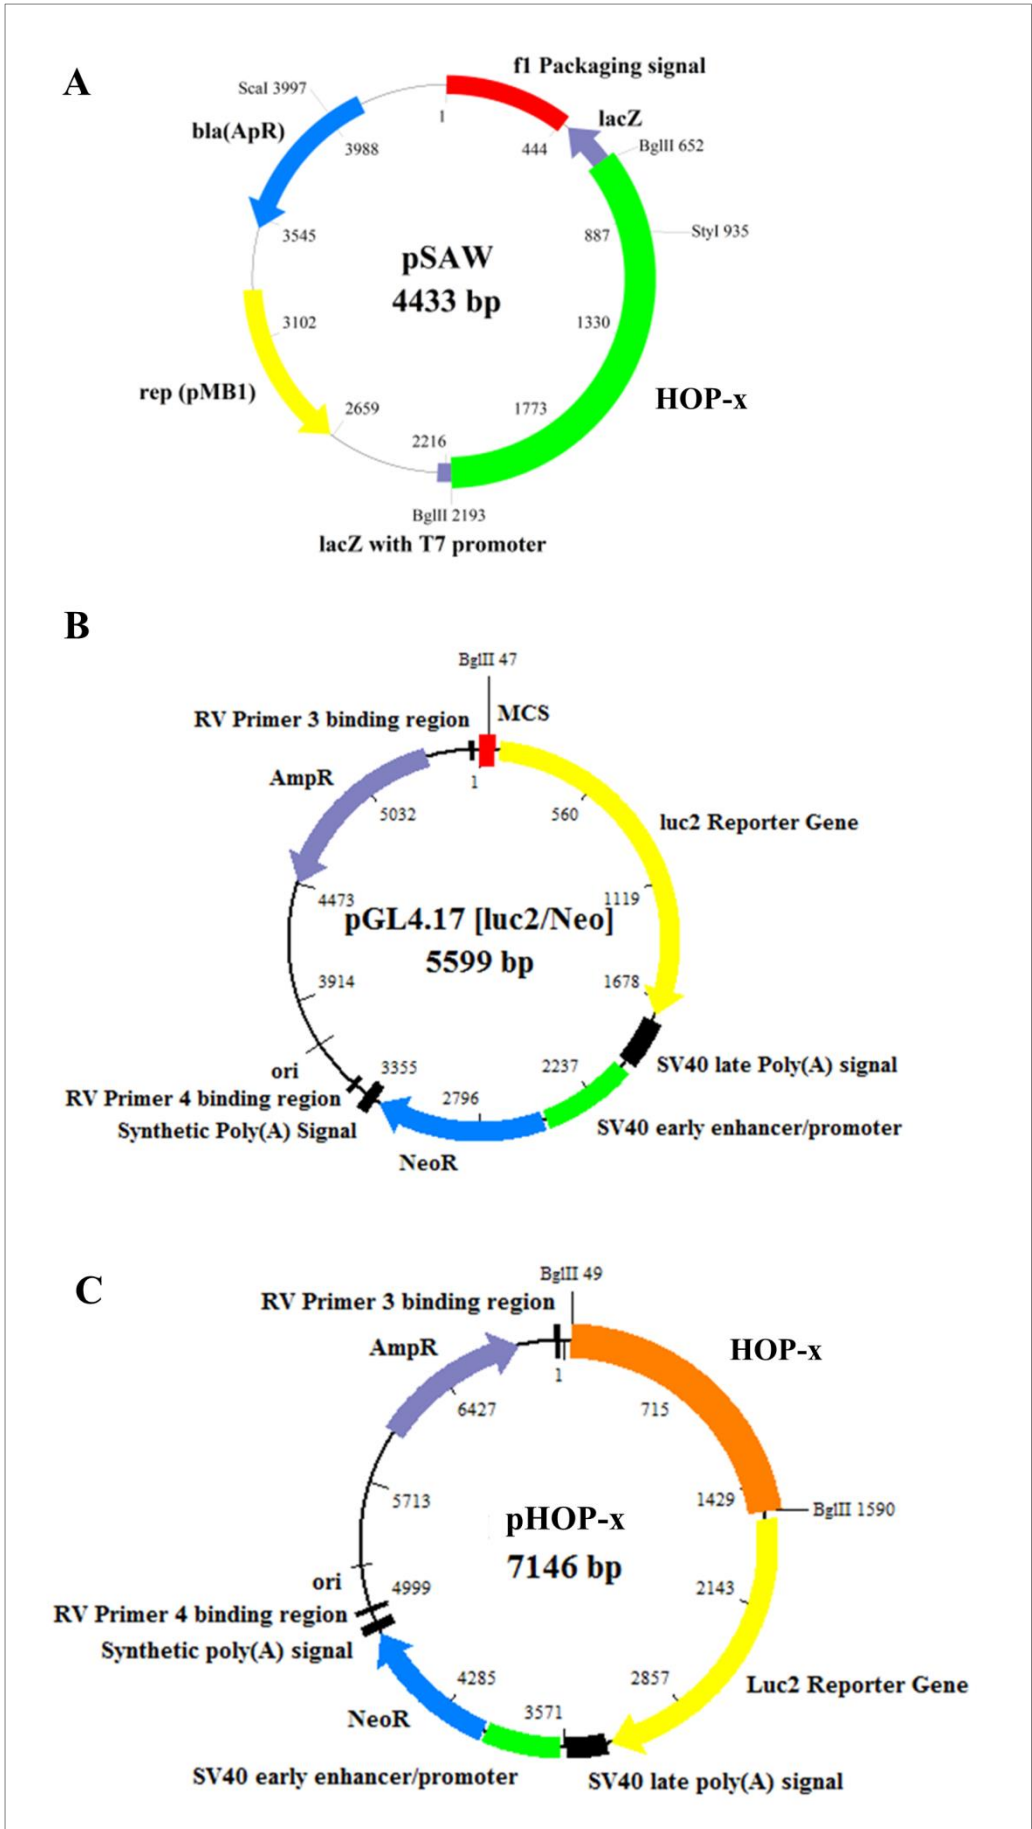 A
f1 Packaging signal
ScaI 3997
lacZ
bla(ApR)
1
BglII 652
3988
444
StyI 935
3545
887
pSAW
4433 bp
3102
1330
rep (pMB1)
HOP-x
2659
1773
2216
BglII 2193
lacZ with T7 promoter
B
BglII 47
RV Primer 3 binding region
MCS
AmpR
1
5032
560
luc2 Reporter Gene
4473
1119
pGL4.17 [luc2/Neo]
5599 bp
3914
1678
ori
3355
2237
SV40 late Poly(A) signal
RV Primer 4 binding region
2796
Synthetic Poly(A) Signal
SV40 early enhancer/promoter
NeoR
C
BglII 49
RV Primer 3 binding region
AmpR
HOP-x
1
6427
715
5713
1429
BglII 1590
pHOP-x
7146 bp
ori
4999
2143
RV Primer 4 binding region
Synthetic poly(A) signal
4285
2857
Luc2 Reporter Gene
NeoR
3571
SV40 early enhancer/promoter
SV40 late poly(A) signal